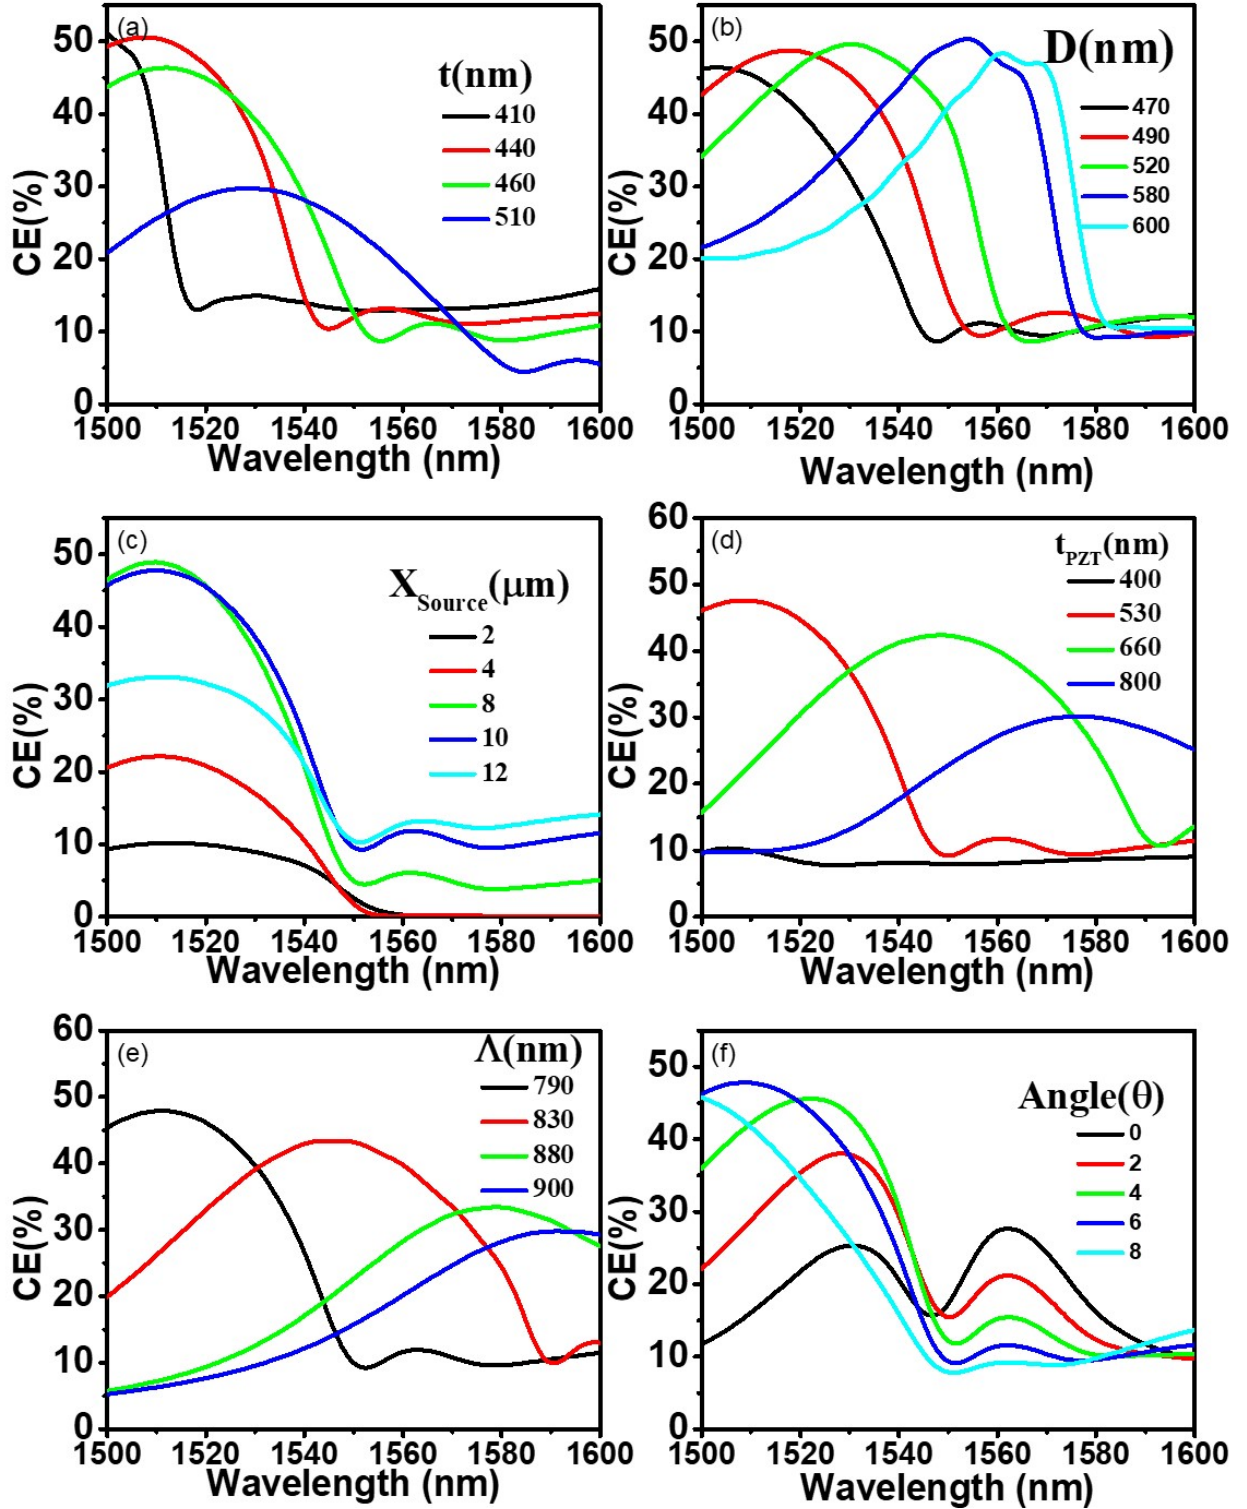 (a)
t(nm)
410
440
460
510
CE(%)
50
40
30
20
10
0
1500 1520 1540 1560 1580 1600
Wavelength (nm)
(b)
D(nm)
470
490
520
580
600
CE(%)
50
40
30
20
10
0
1500 1520 1540 1560 1580 1600
Wavelength (nm)
(c)
XSource(μm)
2
4
8
10
12
CE(%)
50
40
30
20
10
0
1500 1520 1540 1560 1580 1600
Wavelength (nm)
(d)
tPZT(nm)
400
530
660
800
CE(%)
60
50
40
30
20
10
0
1500 1520 1540 1560 1580 1600
Wavelength (nm)
(e)
Λ(nm)
790
830
880
900
CE(%)
60
50
40
30
20
10
0
1500 1520 1540 1560 1580 1600
Wavelength (nm)
(f)
Angle(θ)
0
2
4
6
8
CE(%)
50
40
30
20
10
0
1500 1520 1540 1560 1580 1600
Wavelength (nm)